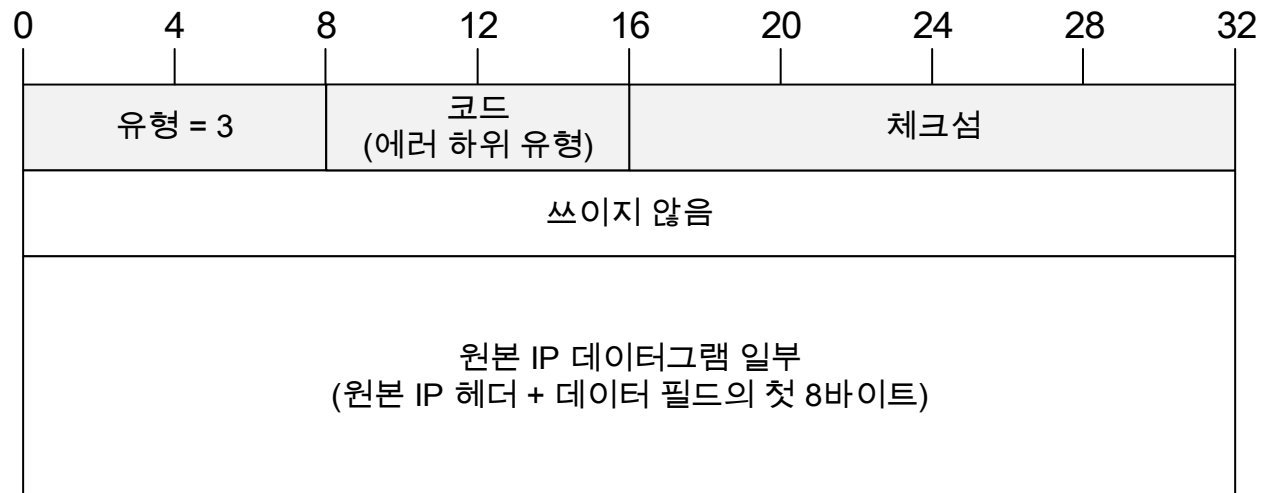 0 4 8 12 16 20 24 28 32
유형 = 3
코드
(에러 하위 유형)
체크섬
쓰이지 않음
원본 IP 데이터그램 일부
(원본 IP 헤더 + 데이터 필드의 첫 8바이트)